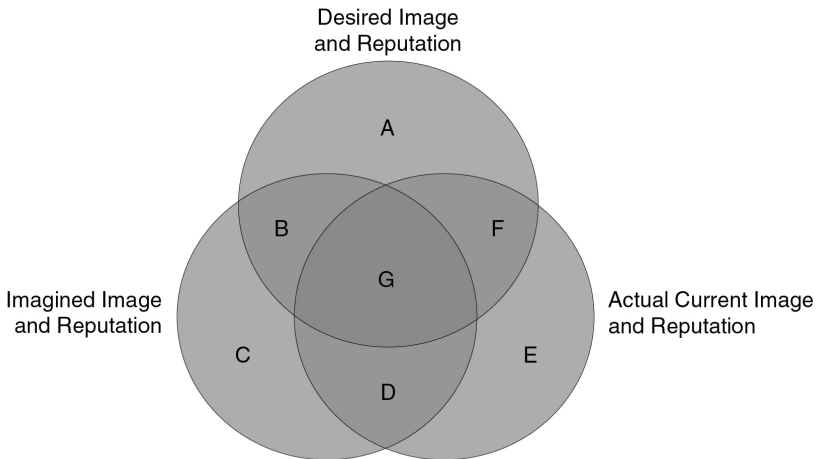 Desired Image
and Reputation
A
B
F
G
Imagined Image
and Reputation
Actual Current Image
and Reputation
C
E
D